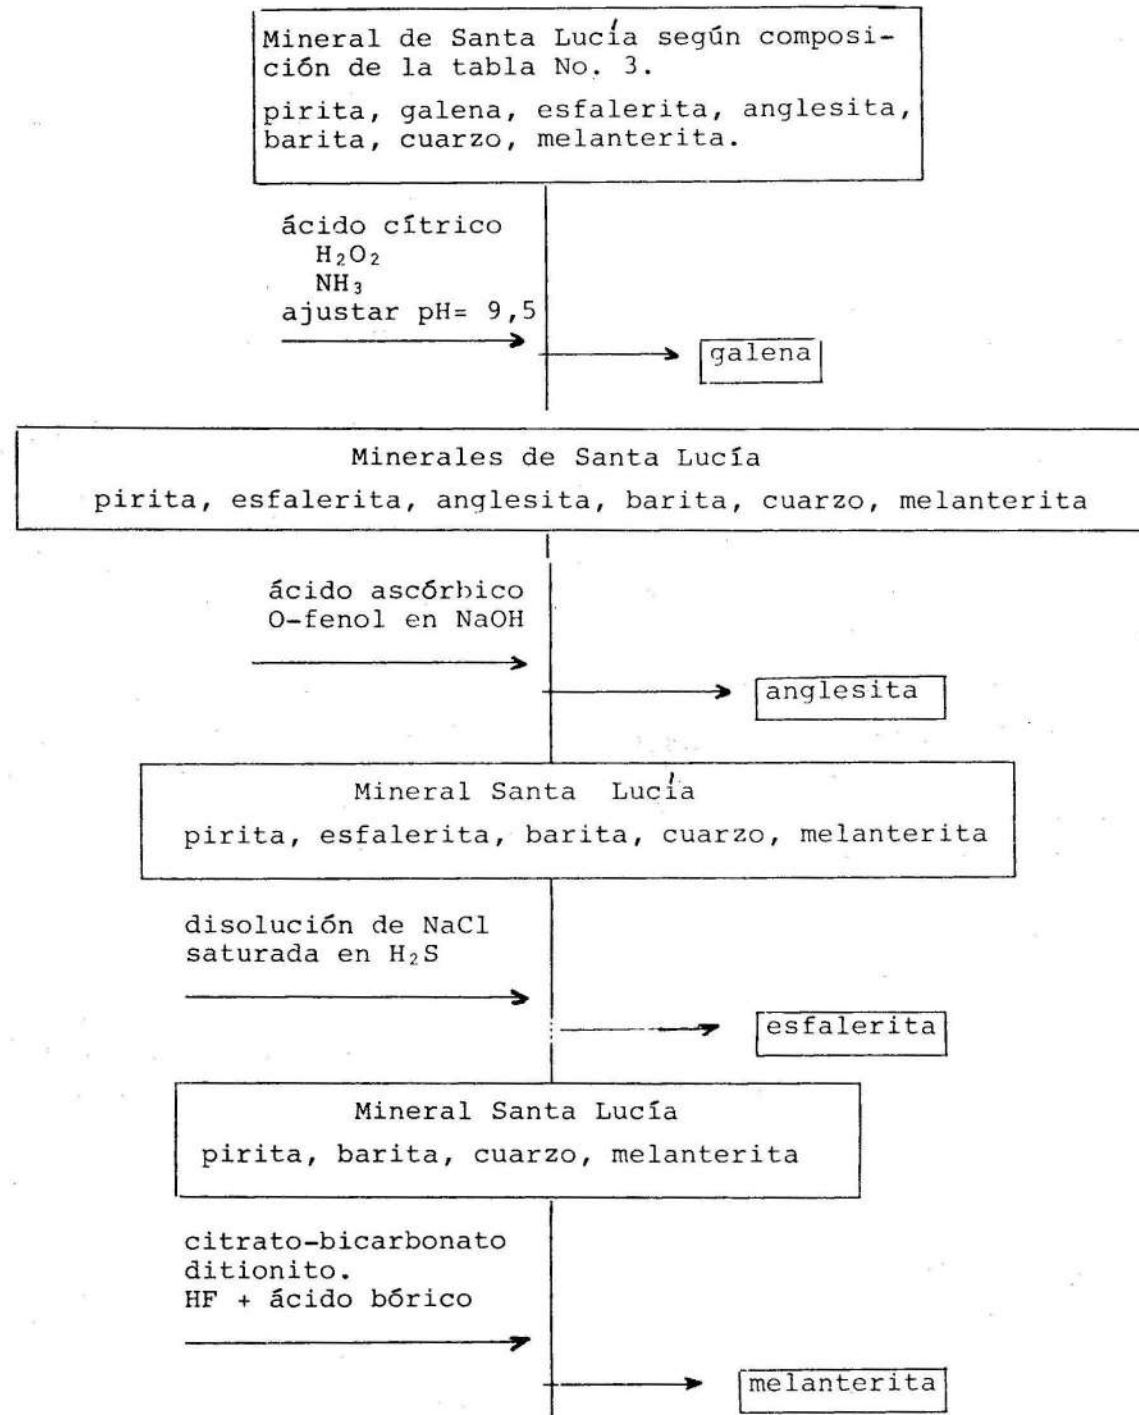 Mineral de Santa Lucía según composi-
ción de la tabla No. 3.
pirita, galena, esfalerita, anglesita,
barita, cuarzo, melanterita.
ácido cítrico
H₂O₂
NH₃
ajustar pH= 9,5
galena
Minerales de Santa Lucía
pirita, esfalerita, anglesita, barita, cuarzo, melanterita
ácido ascórbico
O-fenol en NaOH
anglesita
Mineral Santa Lucía
pirita, esfalerita, barita, cuarzo, melanterita
disolución de NaCl
saturada en H₂S
esfalerita
Mineral Santa Lucía
pirita, barita, cuarzo, melanterita
citrato-bicarbonato
ditionito.
HF + ácido bórico
melanterita